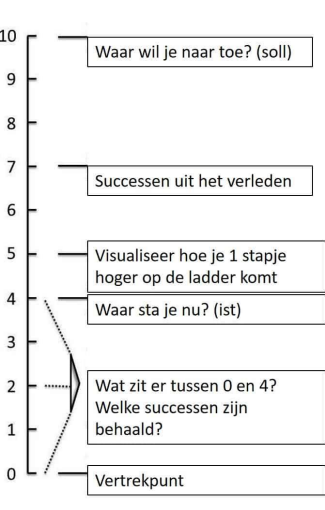 10
Waar wil je naar toe? (soll)
9
8
7
Successen uit het verleden
6
5
Visualiseer hoe je 1 stapje
hoger op de ladder komt
4
Waar sta je nu? (ist)
3
2
Wat zit er tussen 0 en 4?
Welke successen zijn
behaald?
1
0
Vertrekpunt